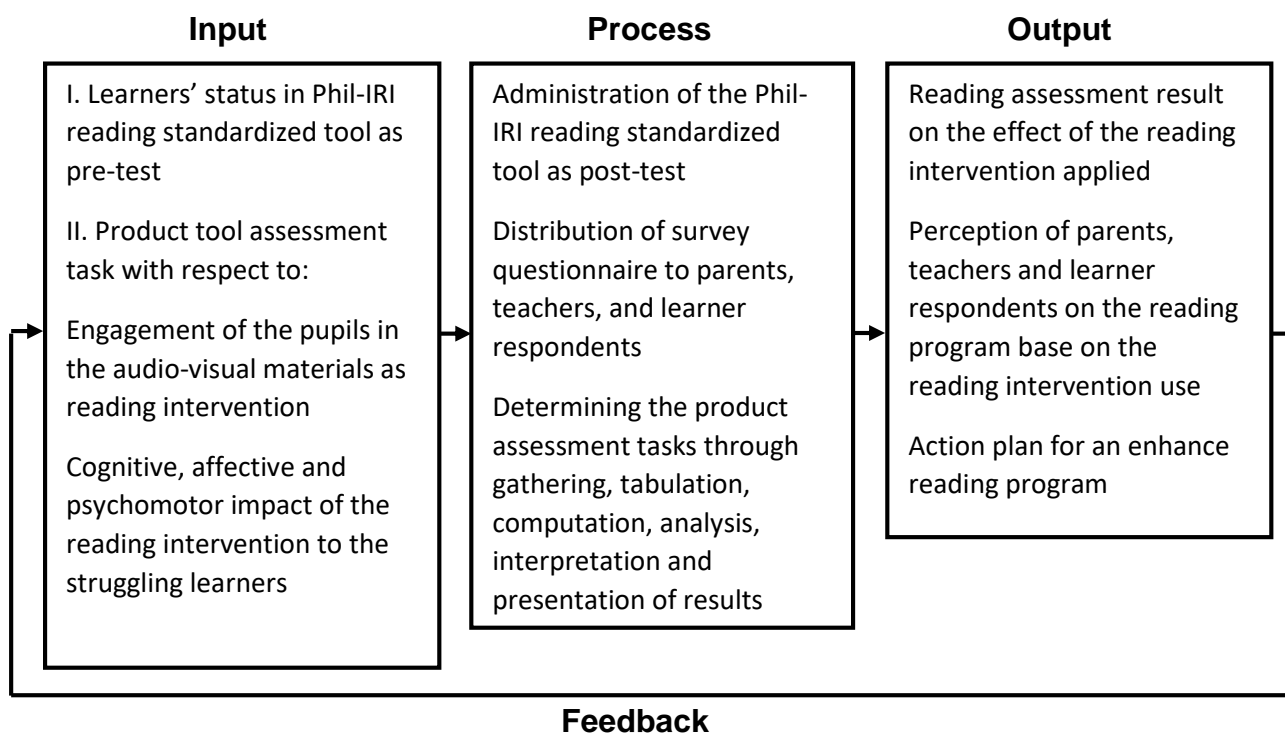 Input
I. Learners’ status in Phil-IRI
reading standardized tool as
pre-test
II. Product tool assessment
task with respect to:
Engagement of the pupils in
the audio-visual materials as
reading intervention
Cognitive, affective and
psychomotor impact of the
reading intervention to the
struggling learners
Process
Administration of the Phil-
IRI reading standardized
tool as post-test
Distribution of survey
questionnaire to parents,
teachers, and learner
respondents
Determining the product
assessment tasks through
gathering, tabulation,
computation, analysis,
interpretation and
presentation of results
Output
Reading assessment result
on the effect of the reading
intervention applied
Perception of parents,
teachers and learner
respondents on the reading
program base on the
reading intervention use
Action plan for an enhance
reading program
Feedback